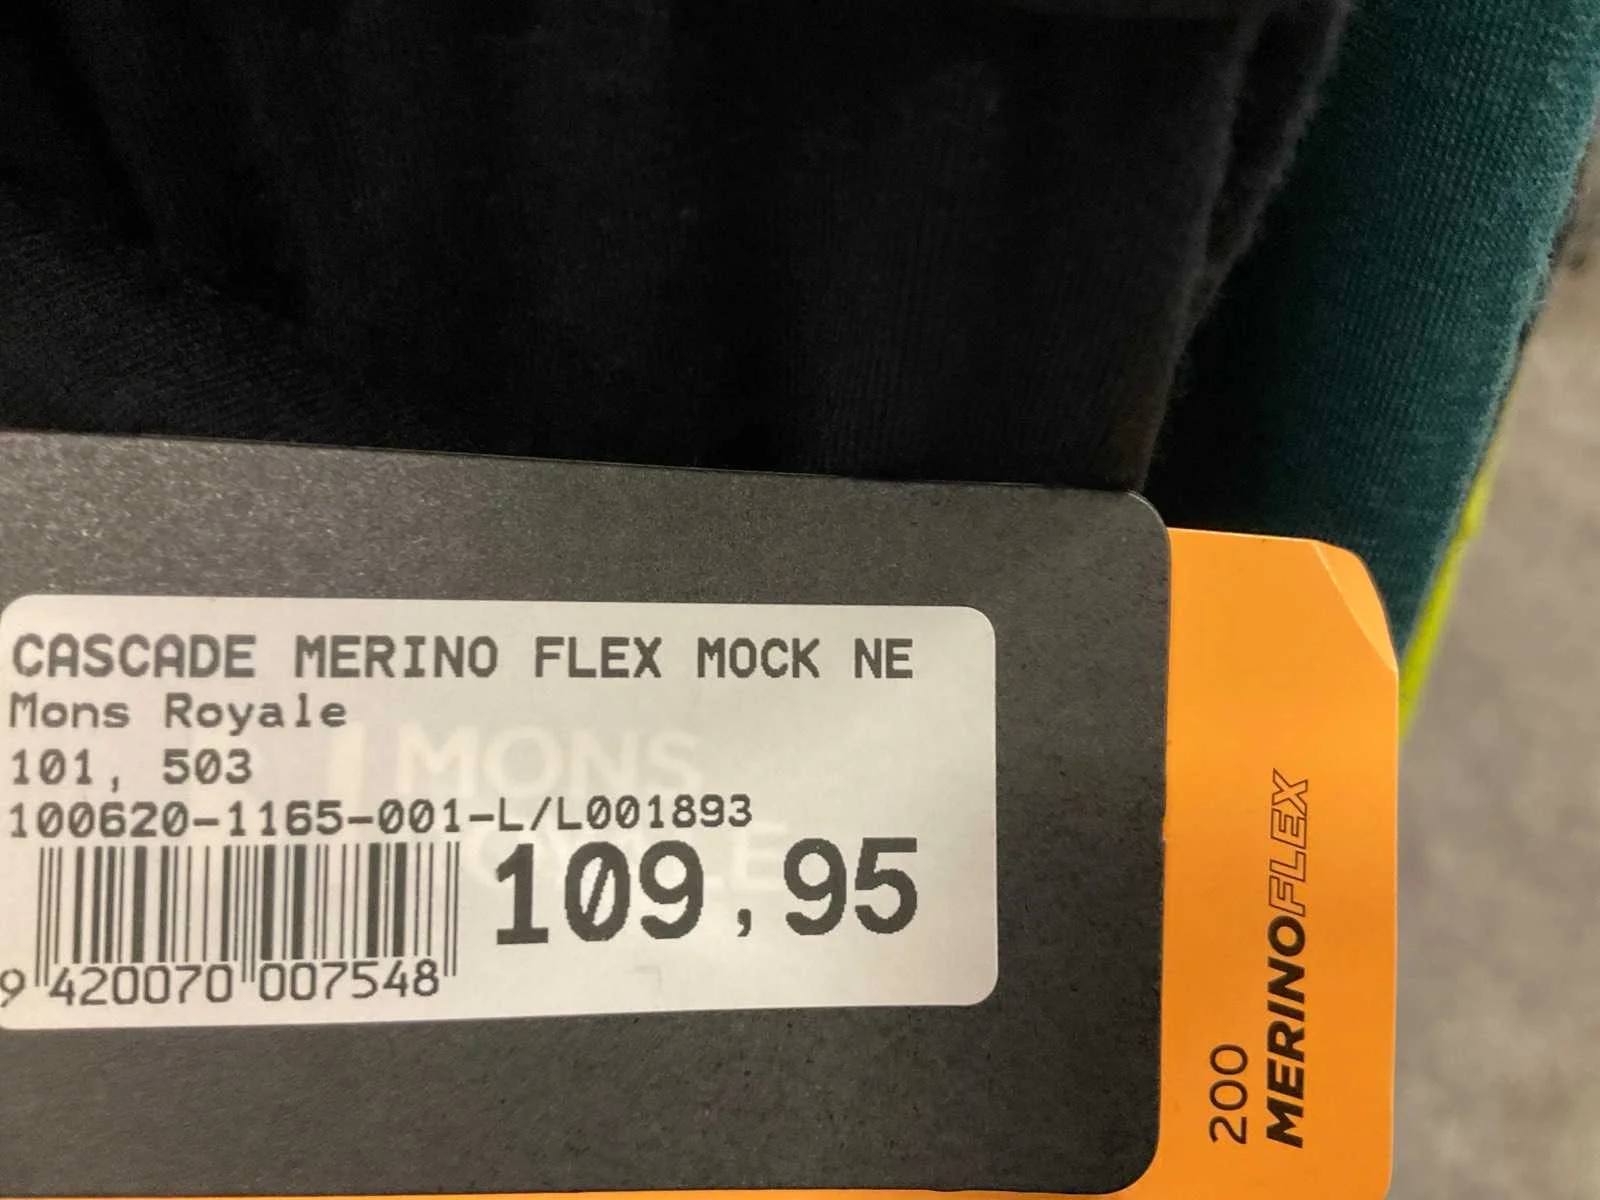 CASCADE MERINO FLEX MOCK NE
Mons Royale
101, 503
100620-1165-001-L/L001893
109,95
9 420070 007548
MONS
200
MERINOFLEX